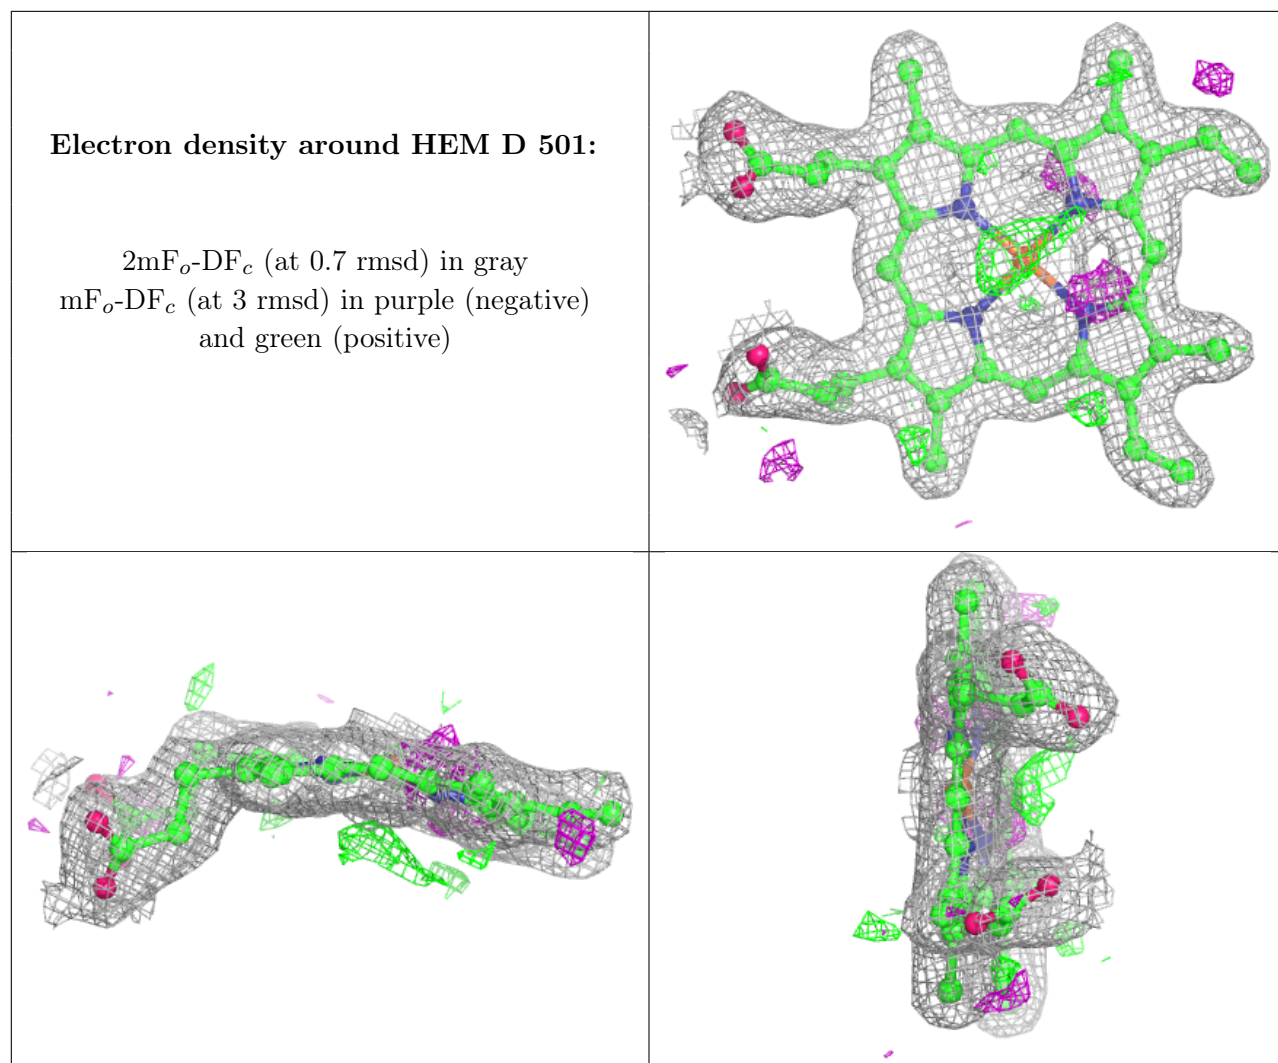 Electron density around HEM D 501:
2mFₒ-DF𝒸 (at 0.7 rmsd) in gray
mFₒ-DF𝒸 (at 3 rmsd) in purple (negative)
and green (positive)